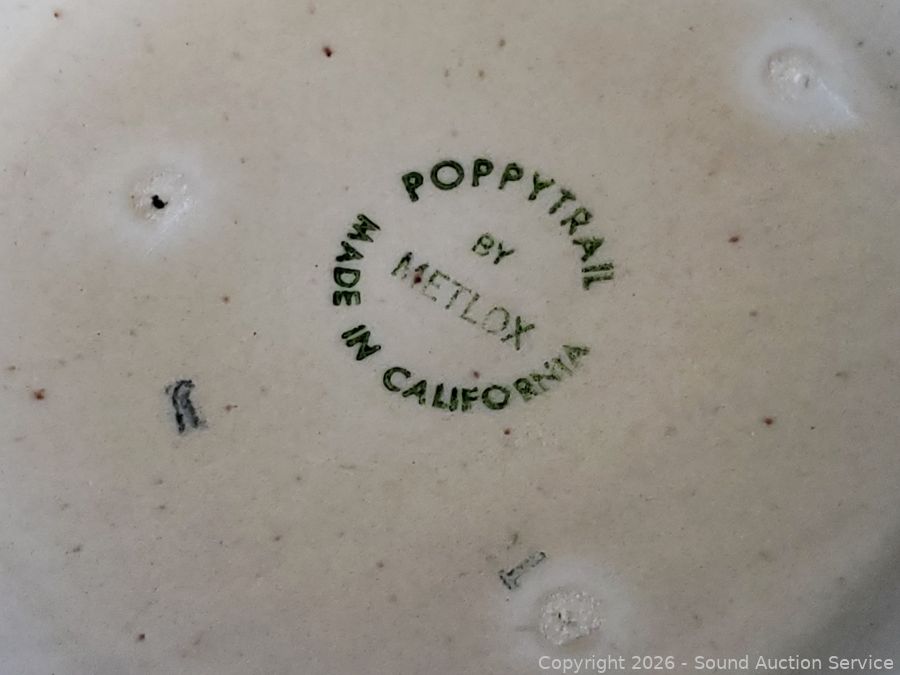 POPPYTRAIL
BY
METLOX
MADE IN CALIFORNIA
Copyright 2026 - Sound Auction Service